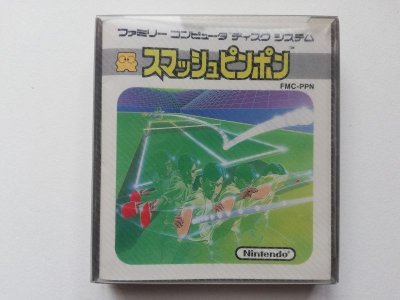 ファミリー コンピュータ ディスク システム
スマッシュピンポン
TM
FMC-PPN
Nintendo